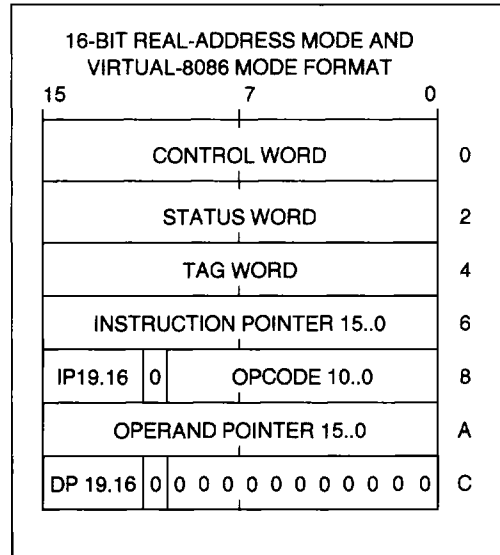 16-BIT REAL-ADDRESS MODE AND
VIRTUAL-8086 MODE FORMAT
15 7 0
CONTROL WORD 0
STATUS WORD 2
TAG WORD 4
INSTRUCTION POINTER 15..0 6
IP19.16 0 OPCODE 10..0 8
OPERAND POINTER 15..0 A
DP 19.16 0 0 0 0 0 0 0 0 0 0 0 0 C